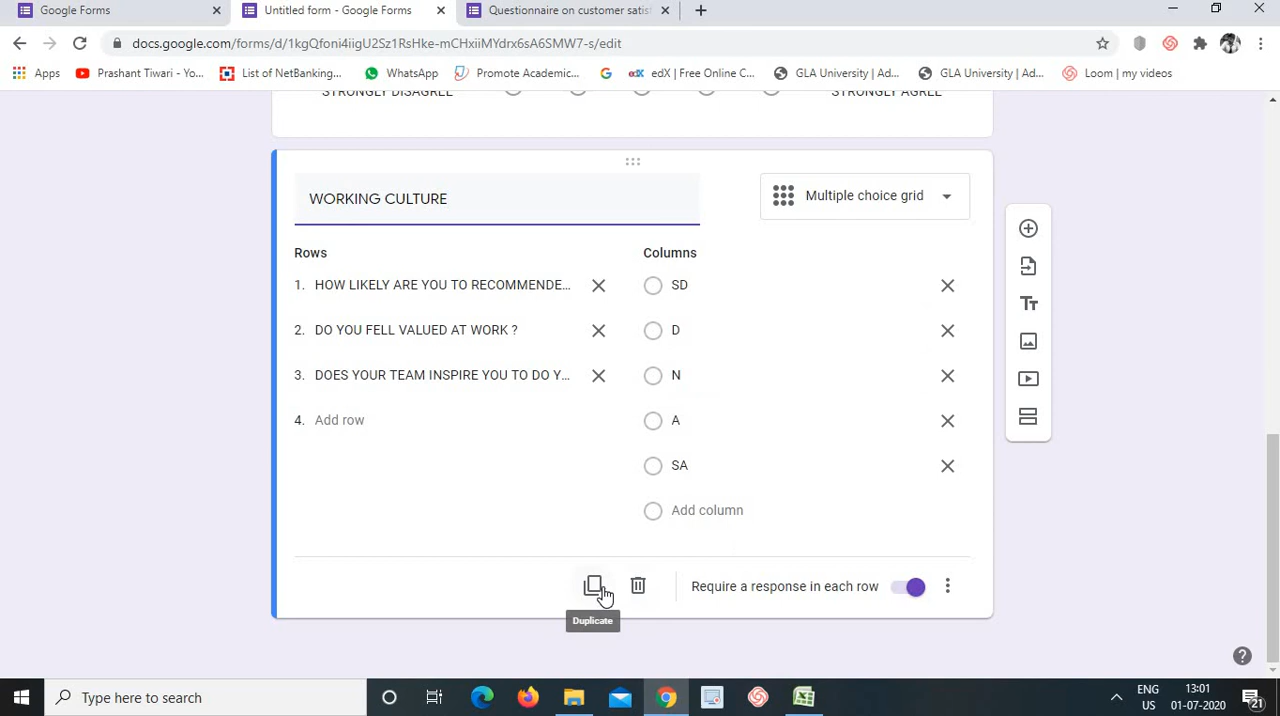 Google Forms
Untitled form - Google Forms
Questionnaire on customer satis
docs.google.com/forms/d/1kgQfoni4iigU2Sz1RsHke-mCHxiiMYdrx6sA6SMW7-s/edit
Apps
Prashant Tiwari - Yo...
List of NetBanking...
WhatsApp
Promote Academic...
edX | Free Online C...
GLA University | Ad...
GLA University | Ad...
Loom | my videos
STRONGLY DISAGREE
STRONGLY AGREE
WORKING CULTURE
Multiple choice grid
Rows
Columns
1. HOW LIKELY ARE YOU TO RECOMMENDE...
SD
2. DO YOU FELL VALUED AT WORK ?
D
3. DOES YOUR TEAM INSPIRE YOU TO DO Y...
N
4. Add row
A
SA
Add column
Require a response in each row
Duplicate
Type here to search
ENG
US
13:01
01-07-2020
21